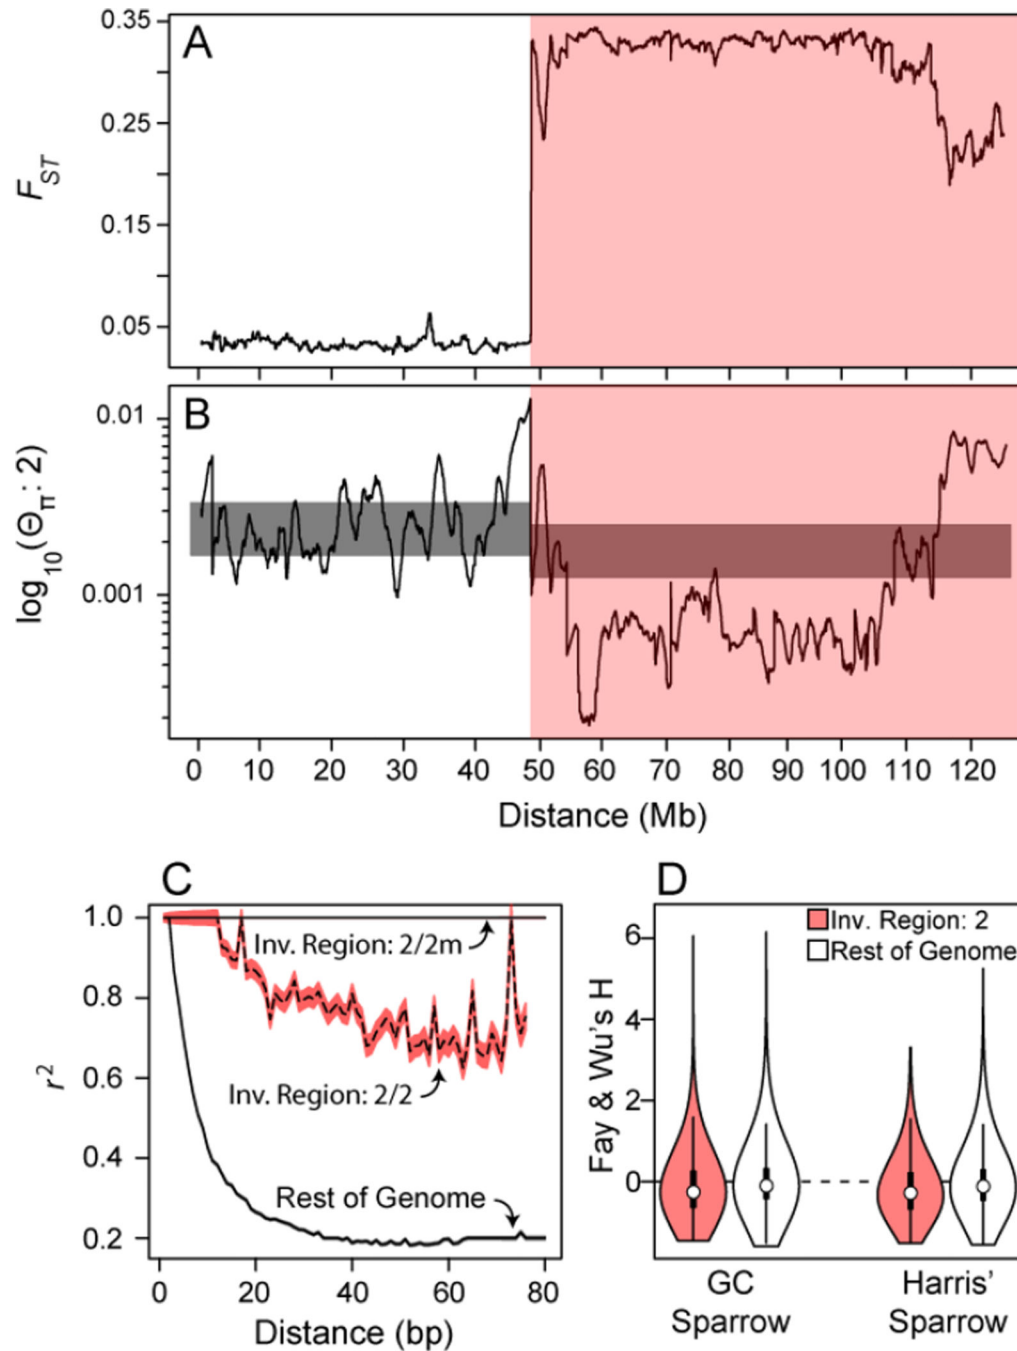 A
0.35
0.25
0.15
0.05
F_ST
B
0.01
0.001
log10(Θπ: 2)
0 10 20 30 40 50 60 70 80 90 100 110 120
Distance (Mb)
C
1.0
0.8
0.6
0.4
0.2
r²
Inv. Region: 2/2m
Inv. Region: 2/2
Rest of Genome
0 20 40 60 80
Distance (bp)
D
Inv. Region: 2
Rest of Genome
6
4
2
0
Fay & Wu's H
GC
Sparrow
Harris'
Sparrow